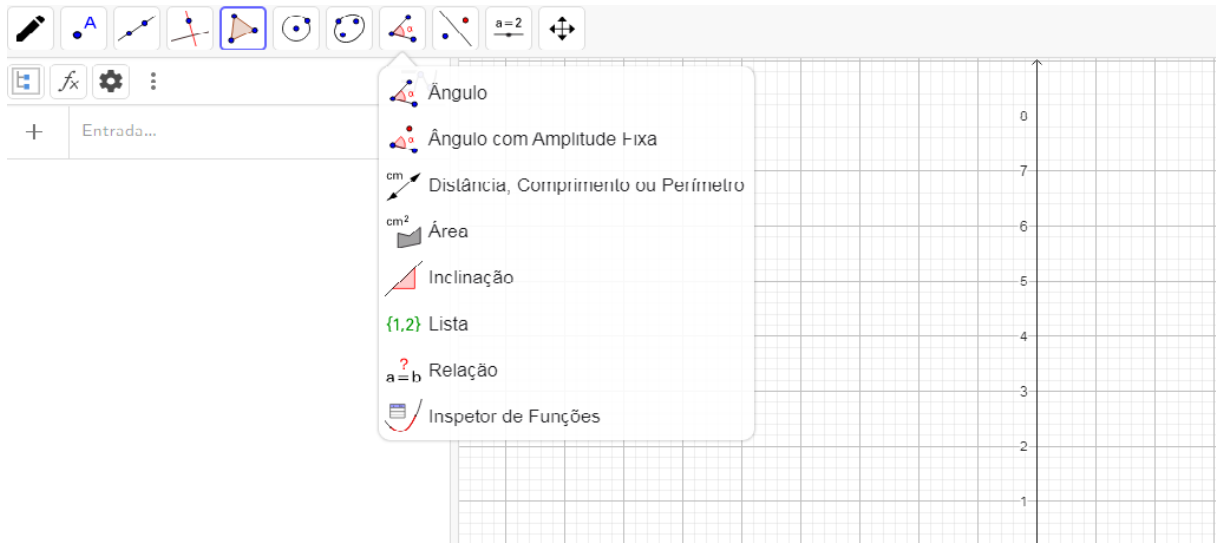 A
α
a=2
fx
Entrada...
α Ângulo
α Ângulo com Amplitude Fixa
cm Distância, Comprimento ou Perímetro
cm² Área
Inclinação
{1,2} Lista
a ?= b Relação
Inspetor de Funções
8
7
6
5
4
3
2
1